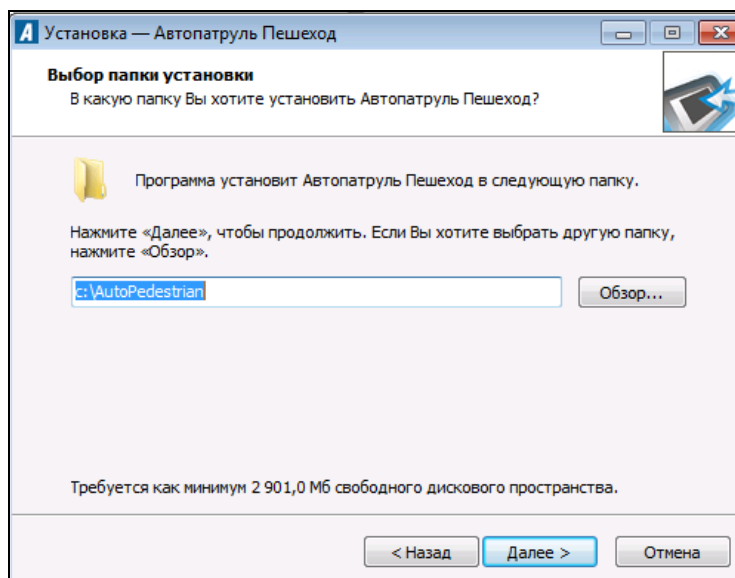 Установка — Автопатруль Пешеход
Выбор папки установки
В какую папку Вы хотите установить Автопатруль Пешеход?
Программа установит Автопатруль Пешеход в следующую папку.
Нажмите «Далее», чтобы продолжить. Если Вы хотите выбрать другую папку,
нажмите «Обзор».
c:\AutoPedestrian
Обзор...
Требуется как минимум 2 901,0 Мб свободного дискового пространства.
< Назад
Далее >
Отмена